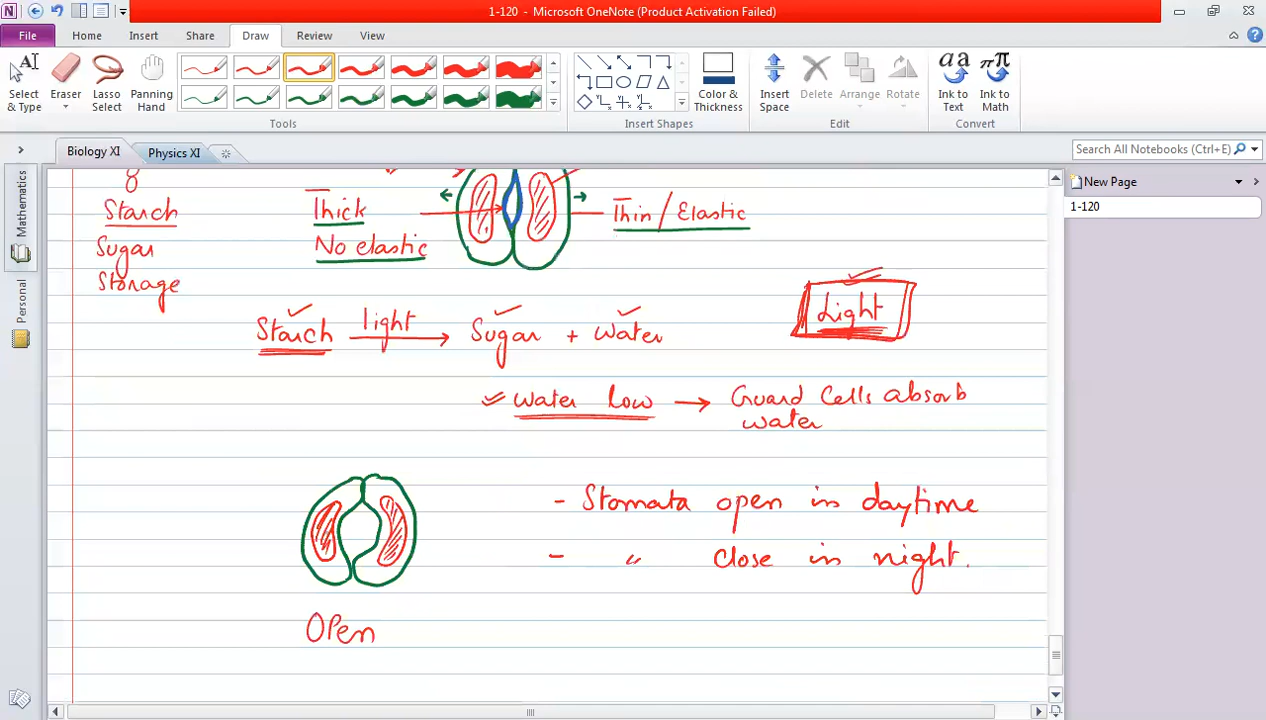 1-120 - Microsoft OneNote (Product Activation Failed)
File Home Insert Share Draw Review View
Select & Type
Eraser
Lasso Select
Panning Hand
Color & Thickness
Insert Space
Delete
Arrange
Rotate
Ink to Text
Ink to Math
Tools
Insert Shapes
Edit
Convert
Biology XI
Physics XI
Search All Notebooks (Ctrl+E)
New Page
1-120
Mathematics
Personal
Starch
Sugar
Storage
Thick
No elastic
Thin / Elastic
Light
Starch light → Sugar + Water
Water Low → Guard Cells absorb
water
- Stomata open in daytime
- " close in night.
Open